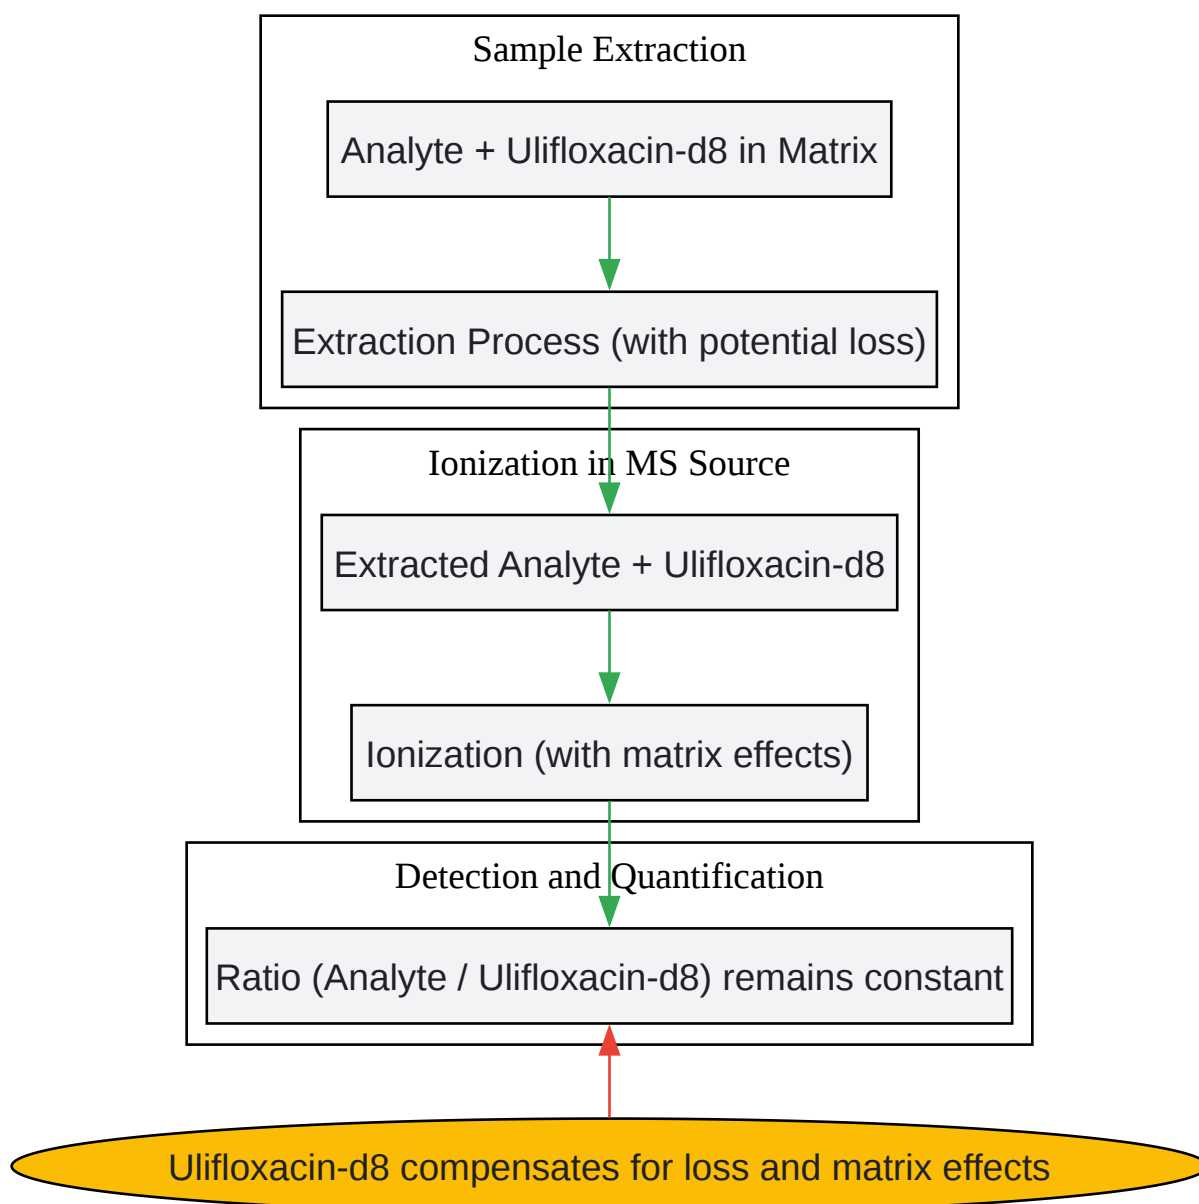 Sample Extraction
Analyte + Ulifloxacin-d8 in Matrix
Extraction Process (with potential loss)
Ionization in MS Source
Extracted Analyte + Ulifloxacin-d8
Ionization (with matrix effects)
Detection and Quantification
Ratio (Analyte / Ulifloxacin-d8) remains constant
Ulifloxacin-d8 compensates for loss and matrix effects